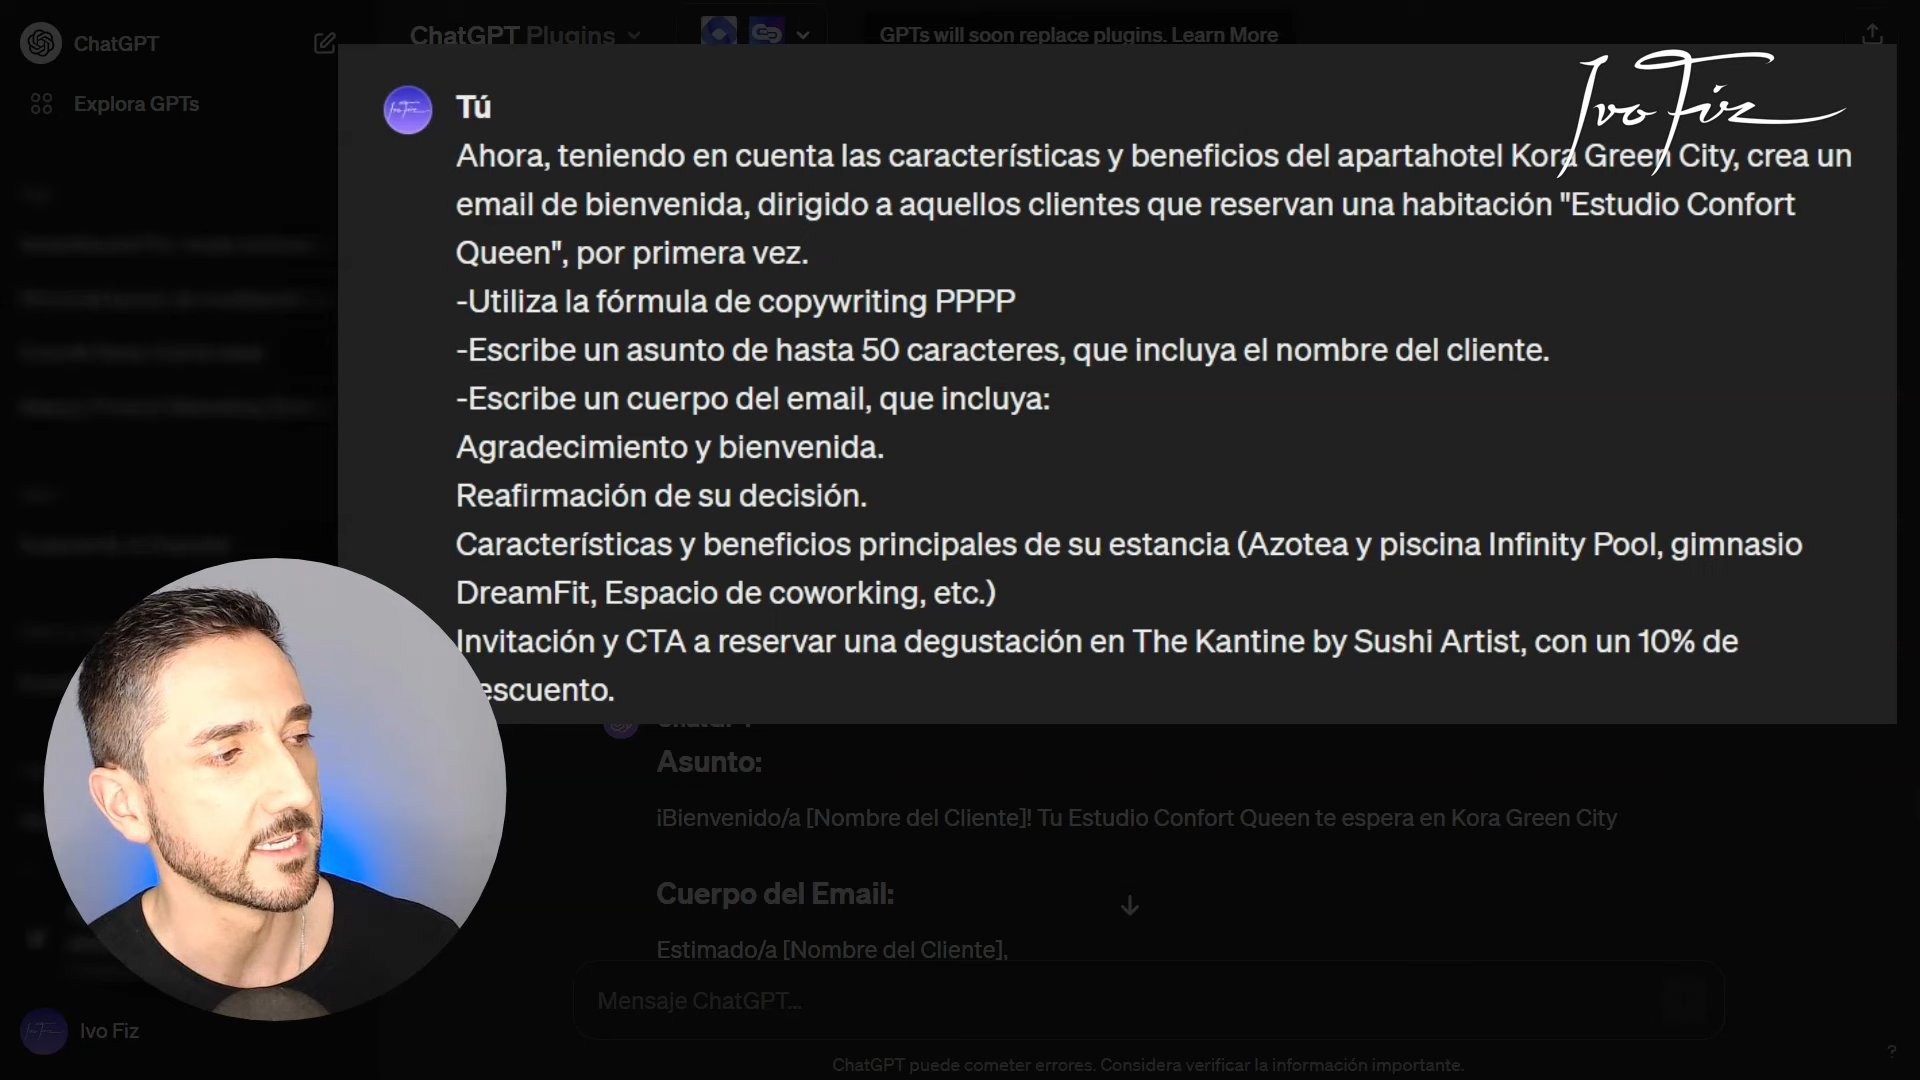 ChatGPT
Explora GPTs
ChatGPT Plugins
GPTs will soon replace plugins. Learn More
Ivo Fiz
Tú
Ahora, teniendo en cuenta las características y beneficios del apartahotel Kora Green City, crea un
email de bienvenida, dirigido a aquellos clientes que reservan una habitación "Estudio Confort
Queen", por primera vez.
-Utiliza la fórmula de copywriting PPPP
-Escribe un asunto de hasta 50 caracteres, que incluya el nombre del cliente.
-Escribe un cuerpo del email, que incluya:
Agradecimiento y bienvenida.
Reafirmación de su decisión.
Características y beneficios principales de su estancia (Azotea y piscina Infinity Pool, gimnasio
DreamFit, Espacio de coworking, etc.)
Invitación y CTA a reservar una degustación en The Kantine by Sushi Artist, con un 10% de
escuento.
Asunto:
¡Bienvenido/a [Nombre del Cliente]! Tu Estudio Confort Queen te espera en Kora Green City
Cuerpo del Email:
Estimado/a [Nombre del Cliente],
Mensaje ChatGPT...
Ivo Fiz
ChatGPT puede cometer errores. Considera verificar la información importante.
?